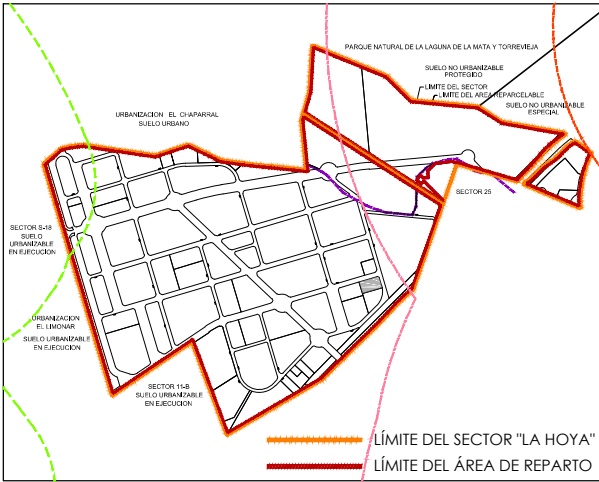 PARQUE NATURAL DE LA LAGUNA DE LA MATA Y TORREVIEJA
SUELO NO URBANIZABLE
PROTEGIDO
LIMITE DEL SECTOR
LIMITE DEL AREA REPARCELABLE
SUELO NO URBANIZABLE
ESPECIAL
URBANIZACION EL CHAPARRAL
SUELO URBANO
SECTOR 25
SECTOR S-18
SUELO
URBANIZABLE
EN EJECUCION
URBANIZACION
EL LIMONAR
SUELO URBANIZABLE
EN EJECUCION
SECTOR 11-B
SUELO URBANIZABLE
EN EJECUCION
LÍMITE DEL SECTOR "LA HOYA"
LÍMITE DEL ÁREA DE REPARTO